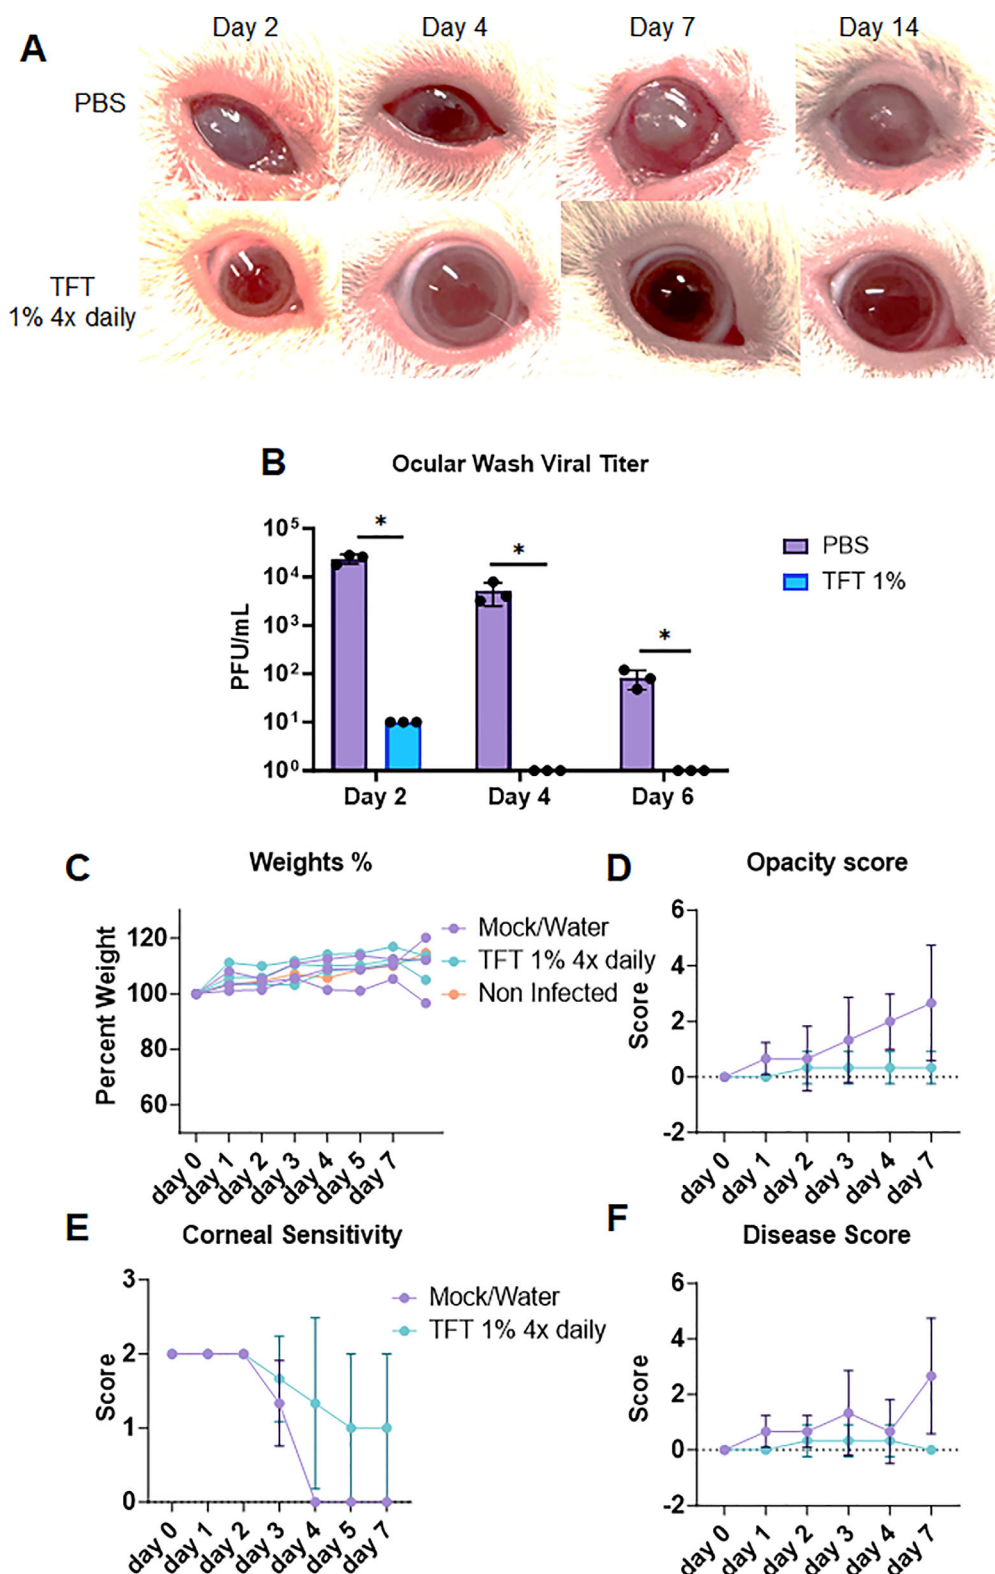 A
Day 2 Day 4 Day 7 Day 14
PBS
TFT
1% 4x daily
B
Ocular Wash Viral Titer
PFU/mL
10⁵
10⁴
10³
10²
10¹
10⁰
*
*
*
Day 2 Day 4 Day 6
PBS
TFT 1%
C
Weights %
Percent Weight
120
100
80
60
day 0 day 1 day 2 day 3 day 4 day 5 day 7
Mock/Water
TFT 1% 4x daily
Non Infected
D
Opacity score
Score
6
4
2
0
-2
day 0 day 1 day 2 day 3 day 4 day 7
E
Corneal Sensitivity
Score
3
2
1
0
day 0 day 1 day 2 day 3 day 4 day 5 day 7
Mock/Water
TFT 1% 4x daily
F
Disease Score
Score
6
4
2
0
-2
day 0 day 1 day 2 day 3 day 4 day 7